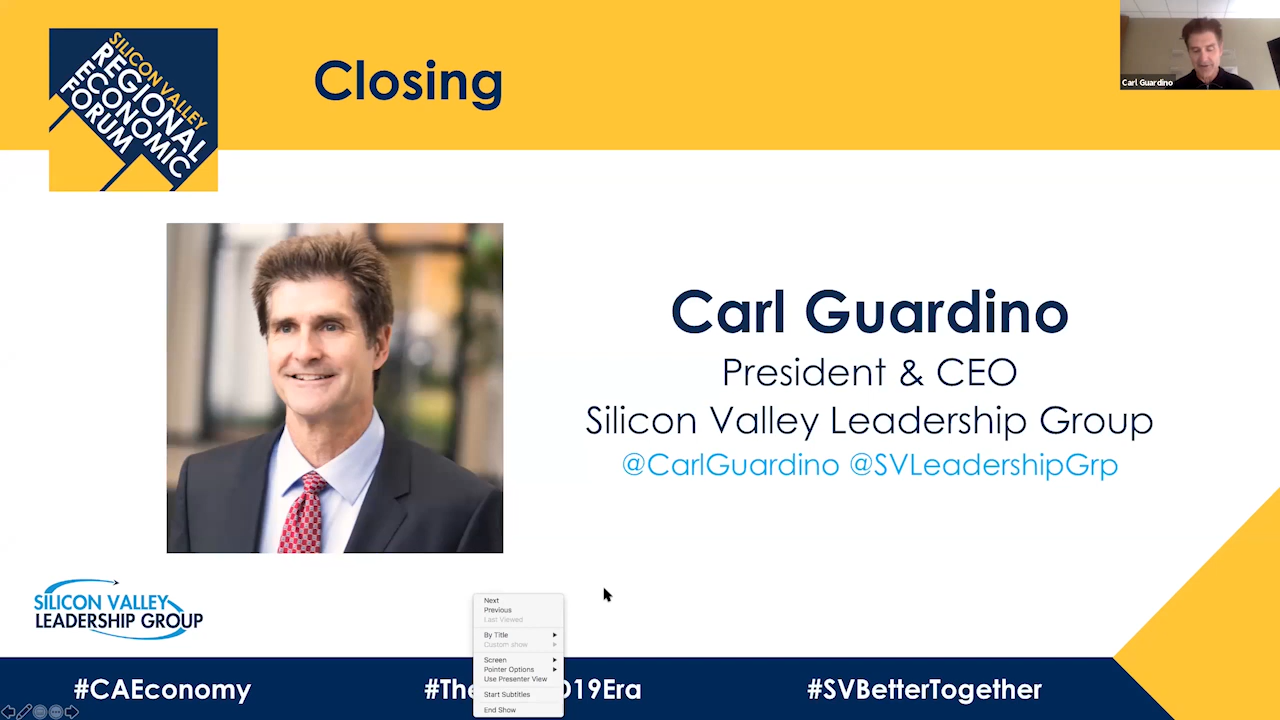 SILICON VALLEY
REGIONAL
ECONOMIC
FORUM
Closing
Carl Guardino
Carl Guardino
President & CEO
Silicon Valley Leadership Group
@CarlGuardino @SVLeadershipGrp
SILICON VALLEY
LEADERSHIP GROUP
Next
Previous
Last Viewed
By Title
Custom show
Screen
Pointer Options
Use Presenter View
Start Subtitles
End Show
#CAEconomy
#The
19Era
#SVBetterTogether